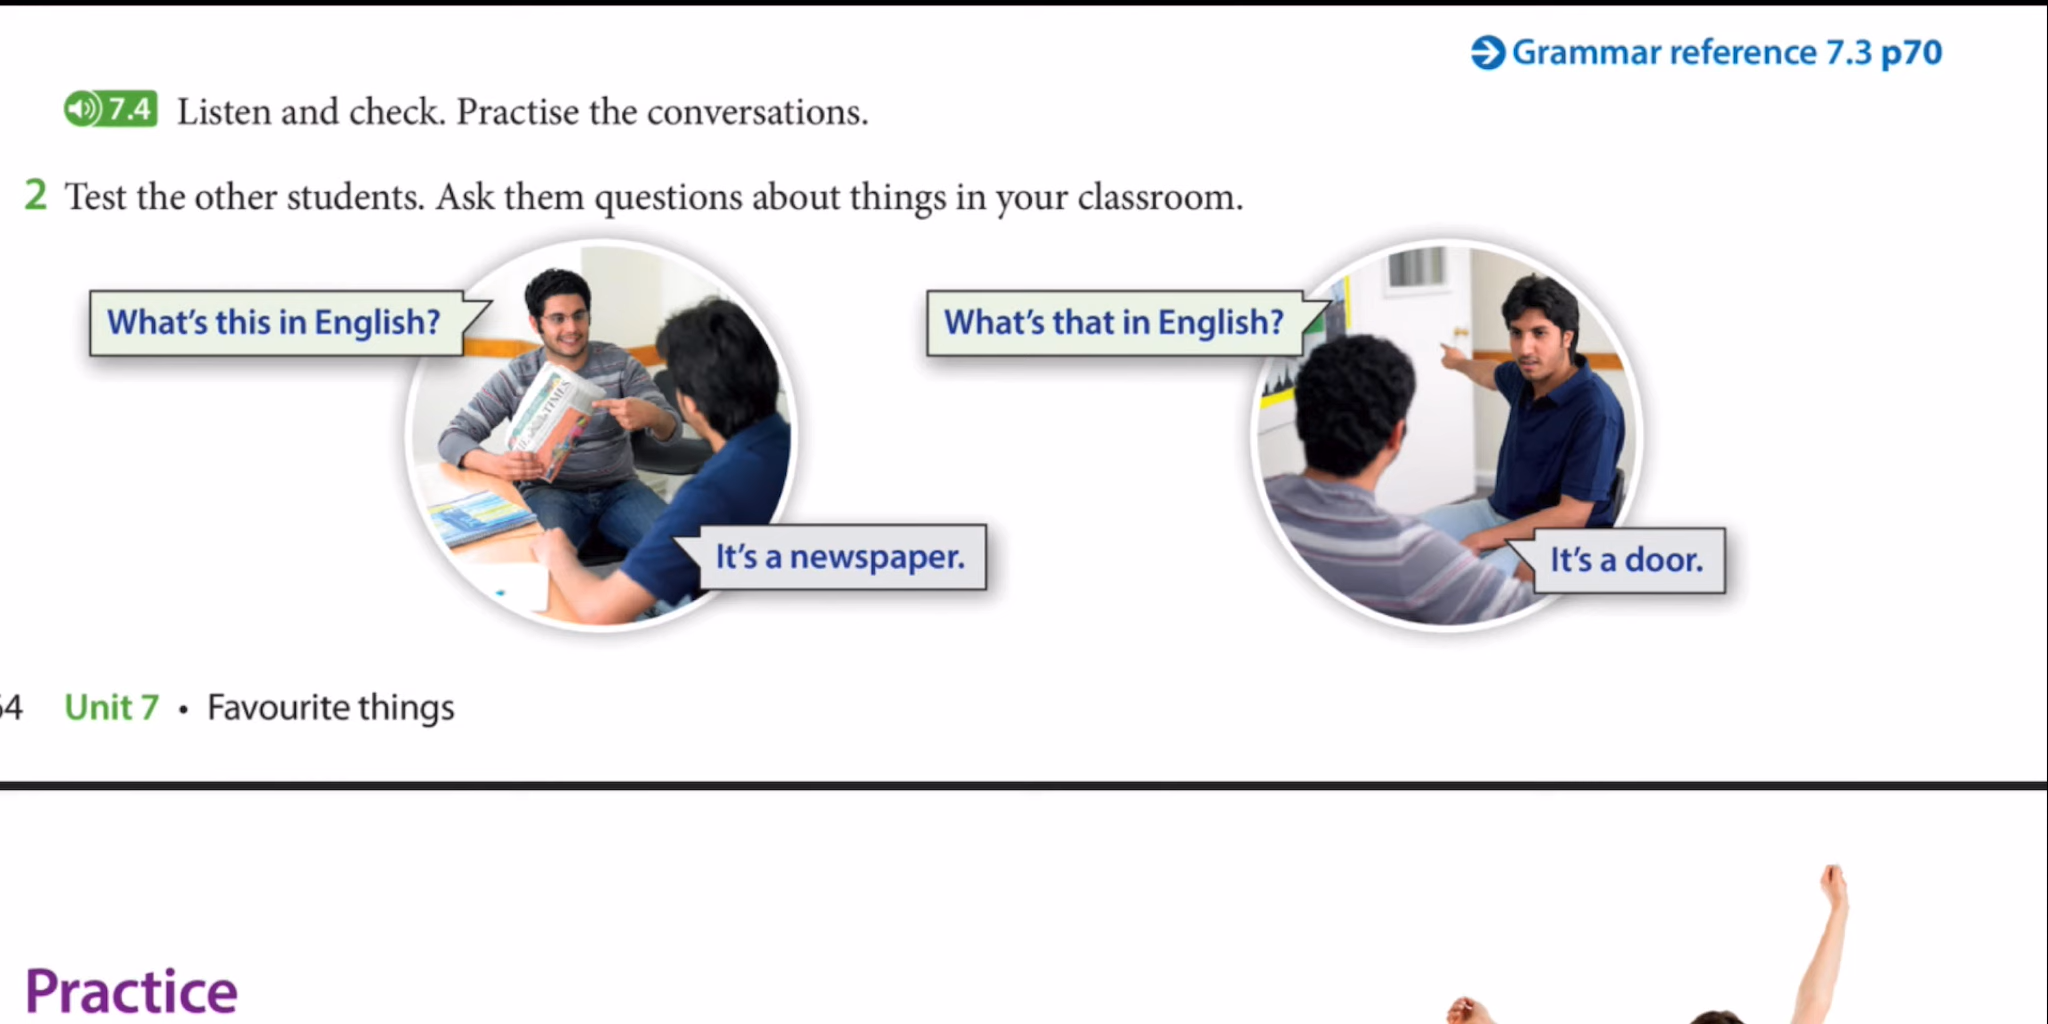 Grammar reference 7.3 p70
7.4 Listen and check. Practise the conversations.
2 Test the other students. Ask them questions about things in your classroom.
What's this in English?
What's that in English?
TIMES
It's a newspaper.
It's a door.
4 Unit 7 • Favourite things
Practice